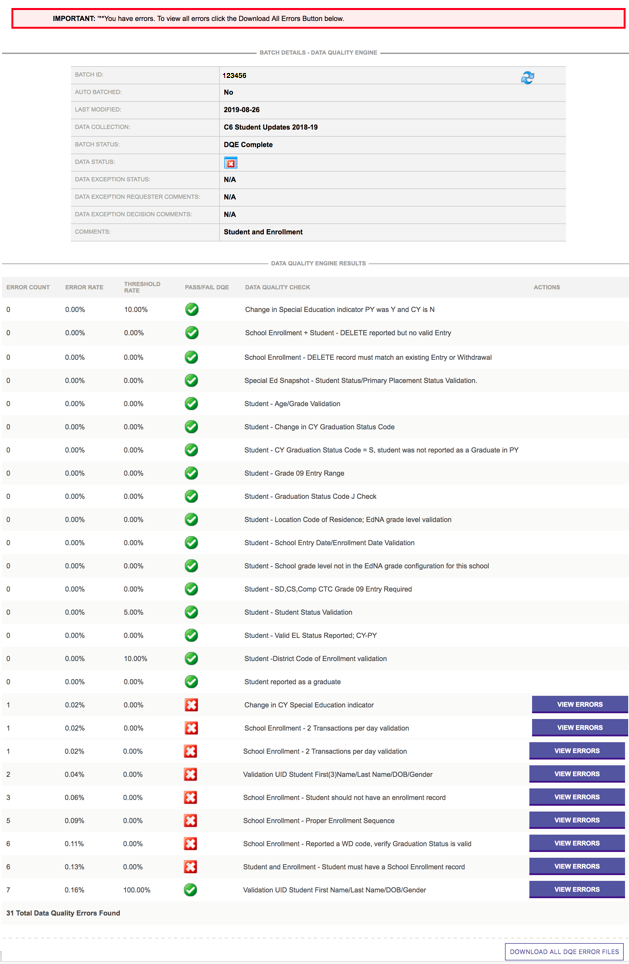 IMPORTANT: "**You have errors. To view all errors click the Download All Errors Button below.
BATCH DETAILS - DATA QUALITY ENGINE
BATCH ID: 123456
AUTO BATCHED: No
LAST MODIFIED: 2019-08-26
DATA COLLECTION: C6 Student Updates 2018-19
BATCH STATUS: DQE Complete
DATA STATUS:
DATA EXCEPTION STATUS: N/A
DATA EXCEPTION REQUESTER COMMENTS: N/A
DATA EXCEPTION DECISION COMMENTS: N/A
COMMENTS: Student and Enrollment
DATA QUALITY ENGINE RESULTS
ERROR COUNT ERROR RATE THRESHOLD RATE PASS/FAIL DQE DATA QUALITY CHECK ACTIONS
0 0.00% 10.00% Change in Special Education indicator PY was Y and CY is N
0 0.00% 0.00% School Enrollment + Student - DELETE reported but no valid Entry
0 0.00% 0.00% School Enrollment - DELETE record must match an existing Entry or Withdrawal
0 0.00% 0.00% Special Ed Snapshot - Student Status/Primary Placement Status Validation.
0 0.00% 0.00% Student - Age/Grade Validation
0 0.00% 0.00% Student - Change in CY Graduation Status Code
0 0.00% 0.00% Student - CY Graduation Status Code = S, student was not reported as a Graduate in PY
0 0.00% 0.00% Student - Grade 09 Entry Range
0 0.00% 0.00% Student - Graduation Status Code J Check
0 0.00% 0.00% Student - Location Code of Residence; EdNA grade level validation
0 0.00% 0.00% Student - School Entry Date/Enrollment Date Validation
0 0.00% 0.00% Student - School grade level not in the EdNA grade configuration for this school
0 0.00% 0.00% Student - SD,CS,Comp CTC Grade 09 Entry Required
0 0.00% 5.00% Student - Student Status Validation
0 0.00% 0.00% Student - Valid EL Status Reported; CY-PY
0 0.00% 10.00% Student -District Code of Enrollment validation
0 0.00% 0.00% Student reported as a graduate
1 0.02% 0.00% Change in CY Special Education indicator VIEW ERRORS
1 0.02% 0.00% School Enrollment - 2 Transactions per day validation VIEW ERRORS
1 0.02% 0.00% School Enrollment - 2 Transactions per day validation VIEW ERRORS
2 0.04% 0.00% Validation UID Student First(3)Name/Last Name/DOB/Gender VIEW ERRORS
3 0.06% 0.00% School Enrollment - Student should not have an enrollment record VIEW ERRORS
5 0.09% 0.00% School Enrollment - Proper Enrollment Sequence VIEW ERRORS
6 0.11% 0.00% School Enrollment - Reported a WD code, verify Graduation Status is valid VIEW ERRORS
6 0.13% 0.00% Student and Enrollment - Student must have a School Enrollment record VIEW ERRORS
7 0.16% 100.00% Validation UID Student First Name/Last Name/DOB/Gender VIEW ERRORS
31 Total Data Quality Errors Found
DOWNLOAD ALL DQE ERROR FILES